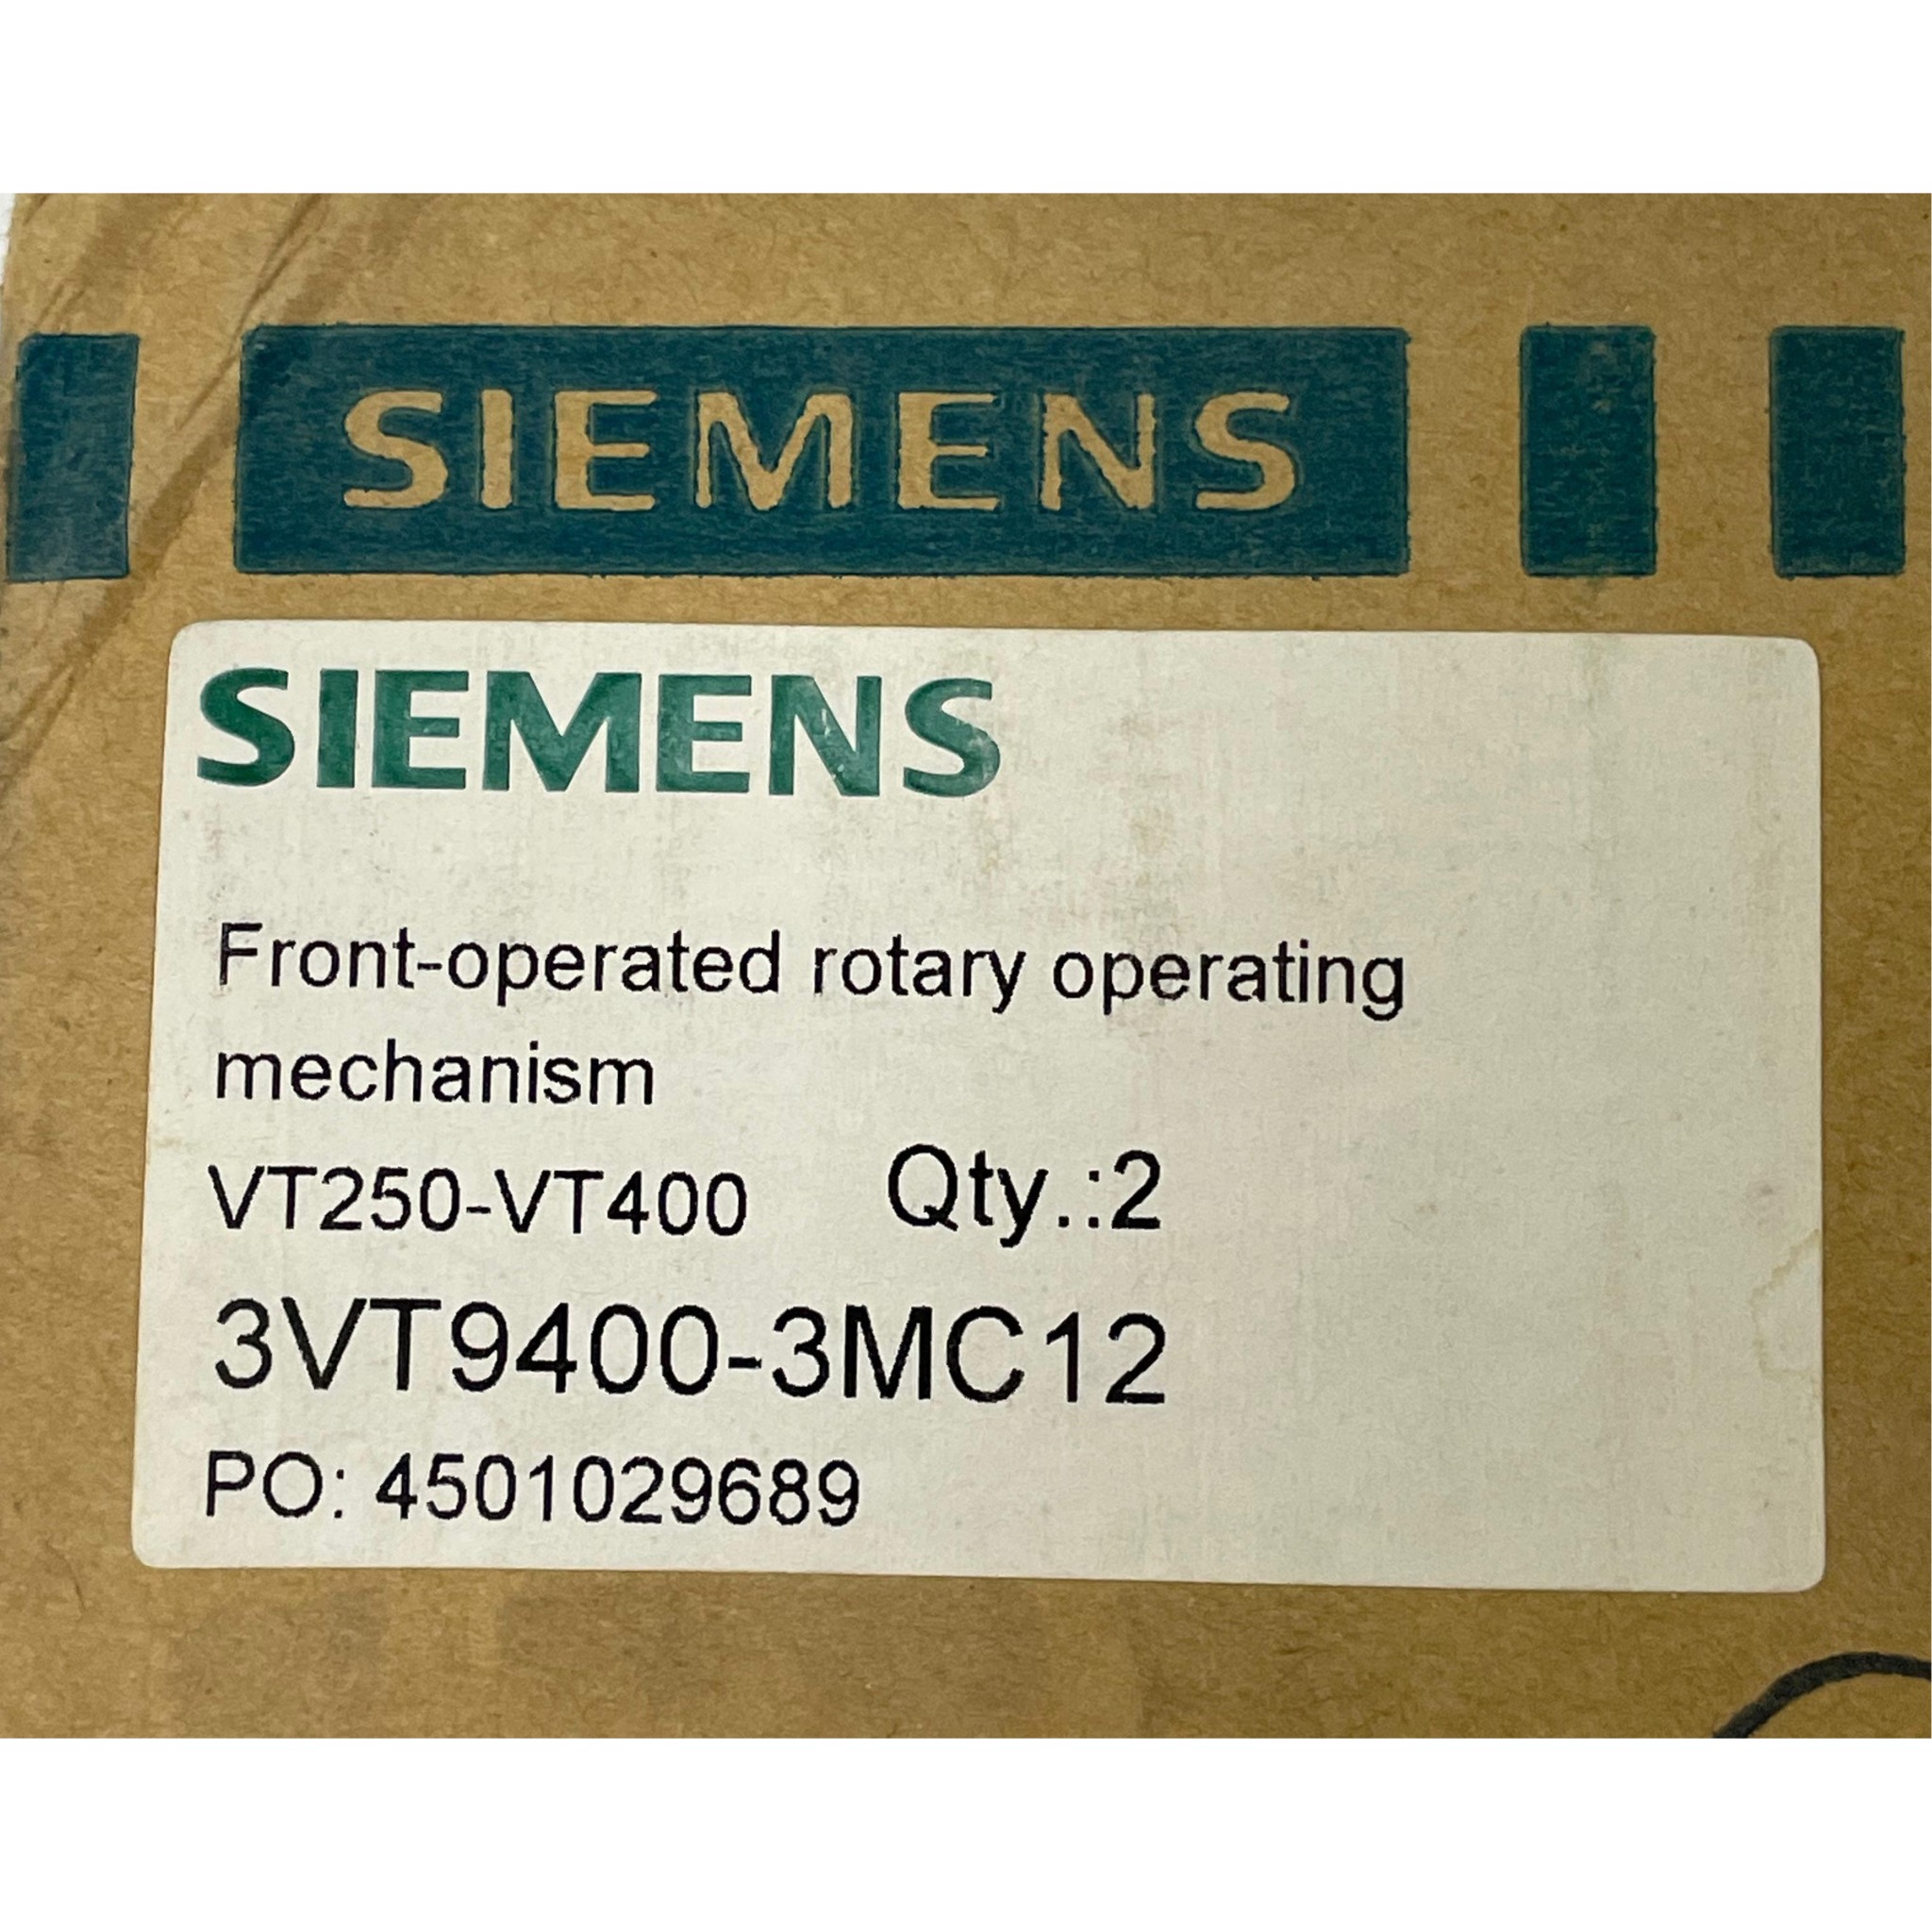 SIEMENS
SIEMENS
Front-operated rotary operating
mechanism
VT250-VT400 Qty.:2
3VT9400-3MC12
PO: 4501029689